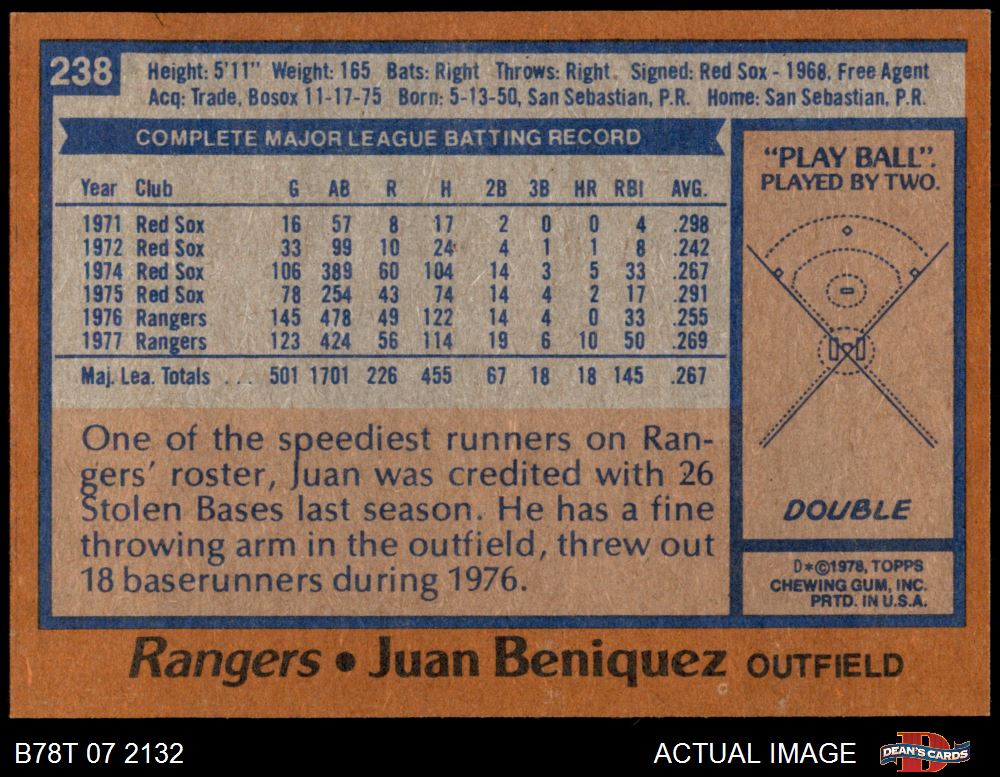 238
Height: 5'11" Weight: 165 Bats: Right Throws: Right. Signed: Red Sox - 1968, Free Agent
Acq: Trade, Bosox 11-17-75 Born: 5-13-50, San Sebastian, P.R. Home: San Sebastian, P.R.
COMPLETE MAJOR LEAGUE BATTING RECORD
Year Club G AB R H 2B 3B HR RBI AVG.
1971 Red Sox 16 57 8 17 2 0 0 4 .298
1972 Red Sox 33 99 10 24 4 1 1 8 .242
1974 Red Sox 106 389 60 104 14 3 5 33 .267
1975 Red Sox 78 254 43 74 14 4 2 17 .291
1976 Rangers 145 478 49 122 14 4 0 33 .255
1977 Rangers 123 424 56 114 19 6 10 50 .269
Maj. Lea. Totals ... 501 1701 226 455 67 18 18 145 .267
One of the speediest runners on Ran-
gers' roster, Juan was credited with 26
Stolen Bases last season. He has a fine
throwing arm in the outfield, threw out
18 baserunners during 1976.
"PLAY BALL".
PLAYED BY TWO.
DOUBLE
D*©1978, TOPPS
CHEWING GUM, INC.
PRTD. IN U.S.A.
Rangers • Juan Beniquez OUTFIELD
B78T 07 2132
ACTUAL IMAGE
DEAN'S CARDS